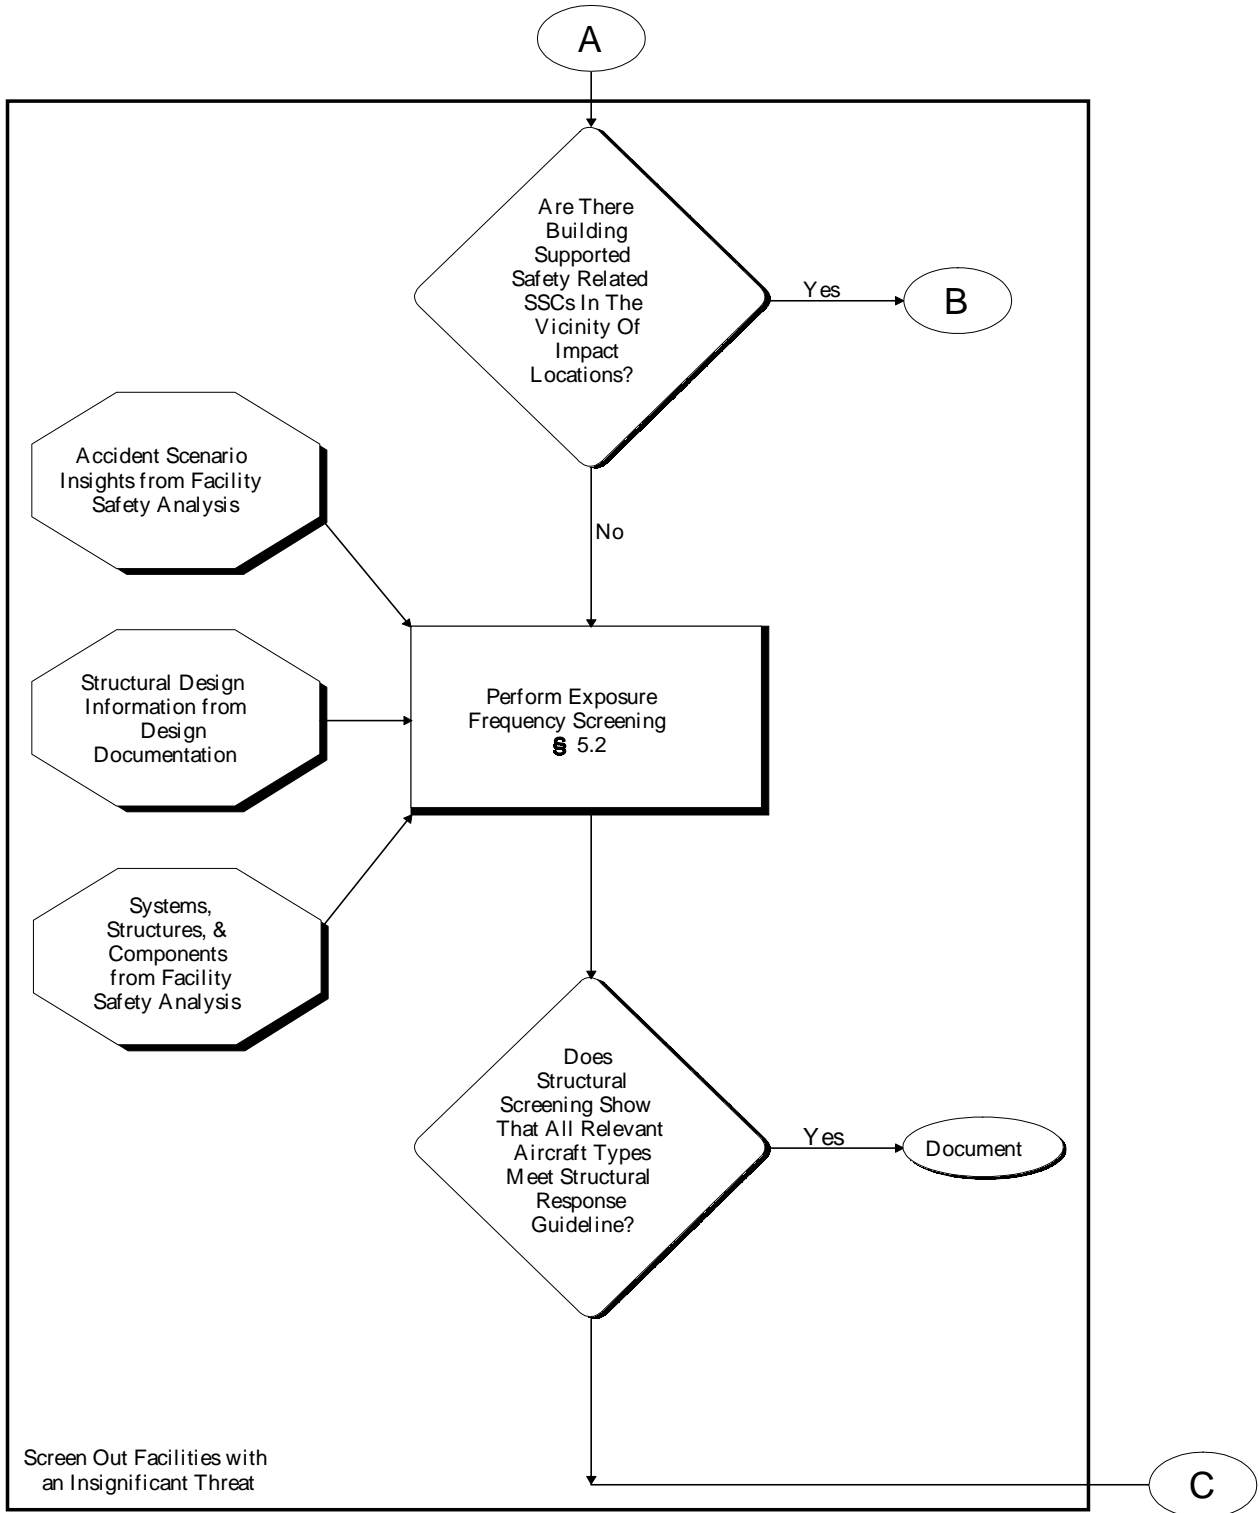 A
Are There
Building
Supported
Safety Related
SSCs In The
Vicinity Of
Impact
Locations?
Yes
B
Accident Scenario
Insights from Facility
Safety Analysis
No
Structural Design
Information from
Design
Documentation
Perform Exposure
Frequency Screening
§ 5.2
Systems,
Structures, &
Components
from Facility
Safety Analysis
Does
Structural
Screening Show
That All Relevant
Aircraft Types
Meet Structural
Response
Guideline?
Yes
Document
Screen Out Facilities with
an Insignificant Threat
C